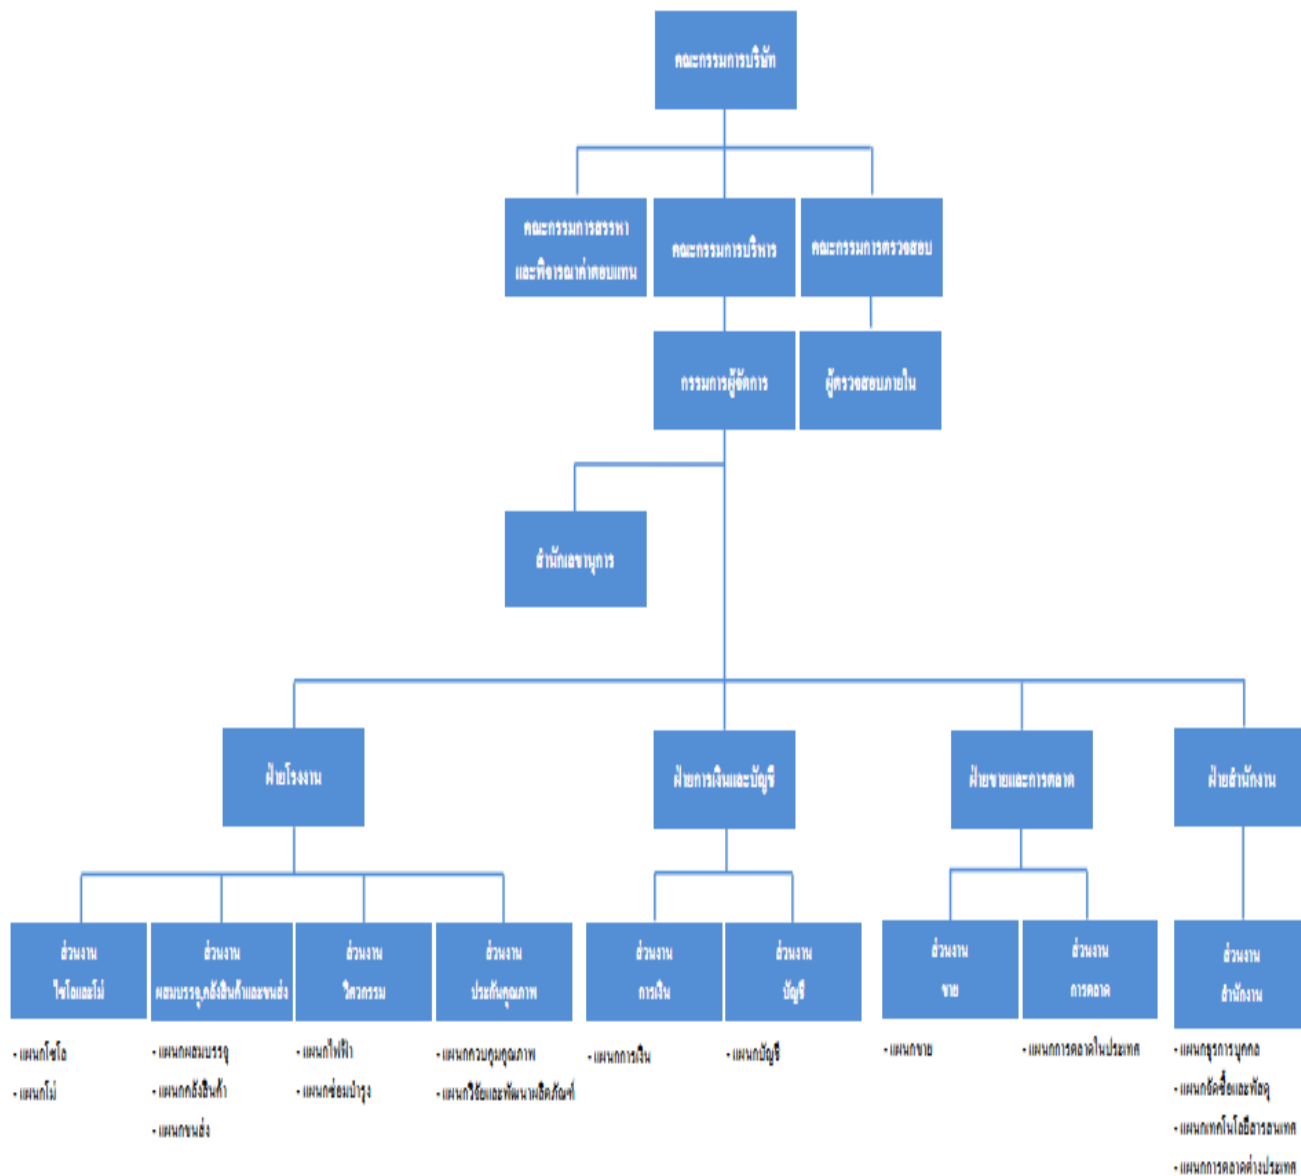 คณะกรรมการบริษัท
คณะกรรมการสรรหา
และพิจารณาค่าตอบแทน
คณะกรรมการบริหาร
คณะกรรมการตรวจสอบ
กรรมการผู้จัดการ
ผู้ตรวจสอบภายใน
สำนักเลขานุการ
ฝ่ายโรงงาน
ฝ่ายการเงินและบัญชี
ฝ่ายขายและการตลาด
ฝ่ายสำนักงาน
ส่วนงาน
ไซโลและโม่
ส่วนงาน
ผสมบรรจุ,คลังสินค้าและขนส่ง
ส่วนงาน
วิศวกรรม
ส่วนงาน
ประกันคุณภาพ
ส่วนงาน
การเงิน
ส่วนงาน
บัญชี
ส่วนงาน
ขาย
ส่วนงาน
การตลาด
ส่วนงาน
สำนักงาน
- แผนกไซโล
- แผนกโม่
- แผนกผสมบรรจุ
- แผนกคลังสินค้า
- แผนกขนส่ง
- แผนกไฟฟ้า
- แผนกซ่อมบำรุง
- แผนกควบคุมคุณภาพ
- แผนกวิจัยและพัฒนาผลิตภัณฑ์
- แผนกการเงิน
- แผนกบัญชี
- แผนกขาย
- แผนกการตลาดในประเทศ
- แผนกธุรการบุคคล
- แผนกจัดซื้อและพัสดุ
- แผนกเทคโนโลยีสารสนเทศ
- แผนกการตลาดต่างประเทศ